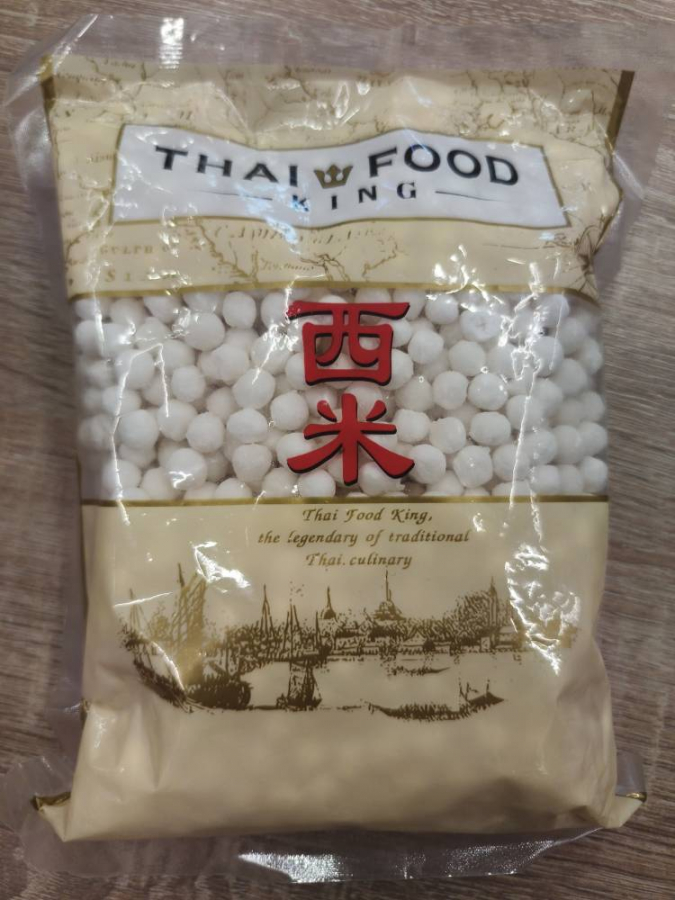 THAI FOOD
KING
西
米
Thai Food King,
the legendary of traditional
Thai culinary